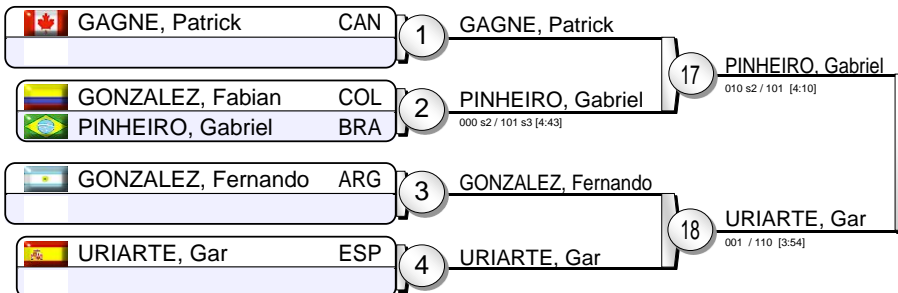 GAGNE, Patrick CAN
1
GAGNE, Patrick
17
PINHEIRO, Gabriel
010 s2 / 101 [4:10]
GONZALEZ, Fabian COL
PINHEIRO, Gabriel BRA
2
PINHEIRO, Gabriel
000 s2 / 101 s3 [4:43]
GONZALEZ, Fernando ARG
3
GONZALEZ, Fernando
18
URIARTE, Gar
001 / 110 [3:54]
URIARTE, Gar ESP
4
URIARTE, Gar